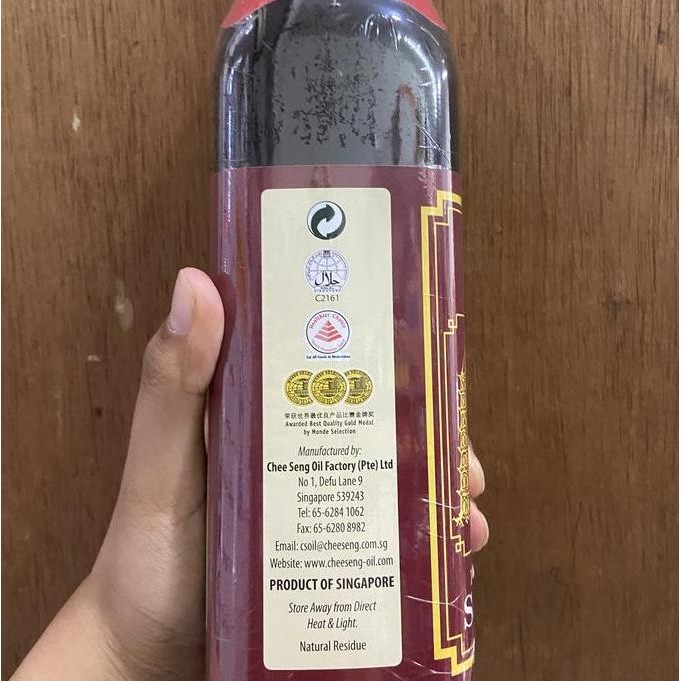 حلال
C2161
Healthier Choice
Eat All Foods In Moderation
荣获世界最优良产品比赛金牌奖
Awarded Best Quality Gold Medal
by Monde Selection
Manufactured by:
Chee Seng Oil Factory (Pte) Ltd
No 1, Defu Lane 9
Singapore 539243
Tel: 65-6284 1062
Fax: 65-6280 8982
Email: csoil@cheeseng.com.sg
Website: www.cheeseng-oil.com
PRODUCT OF SINGAPORE
Store Away from Direct
Heat & Light.
Natural Residue
S